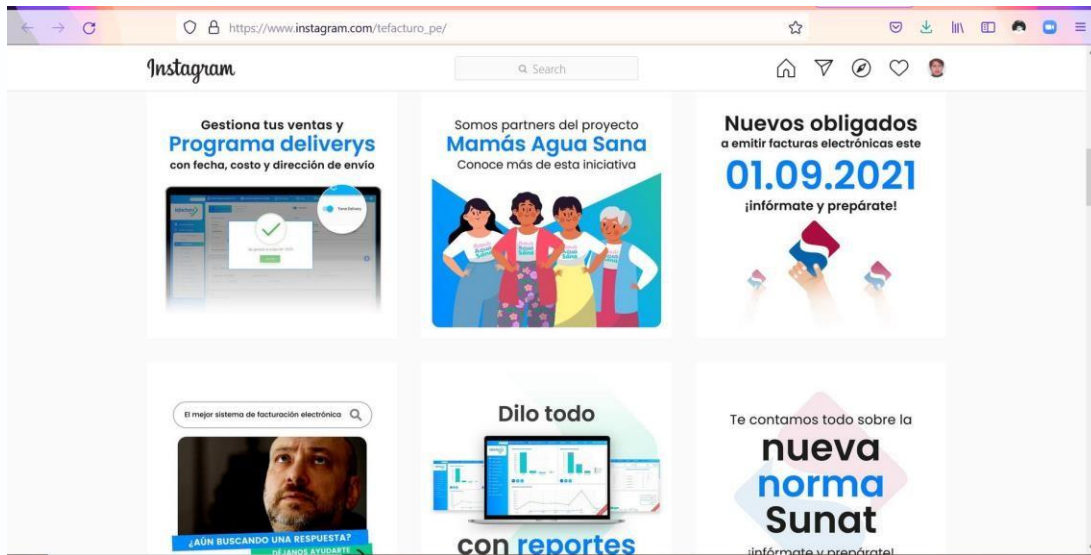 https://www.instagram.com/tefacturo_pe/
Instagram
Search
Gestiona tus ventas y
Programa deliverys
con fecha, costo y dirección de envío
Somos partners del proyecto
Mamás Agua Sana
Conoce más de esta iniciativa
Nuevos obligados
a emitir facturas electrónicas este
01.09.2021
¡infórmate y prepárate!
El mejor sistema de facturación electrónica
¿AÚN BUSCANDO UNA RESPUESTA?
DÉJANOS AYUDARTE
Dilo todo
con reportes
Te contamos todo sobre la
nueva
norma
Sunat
¡infórmate y prepárate!